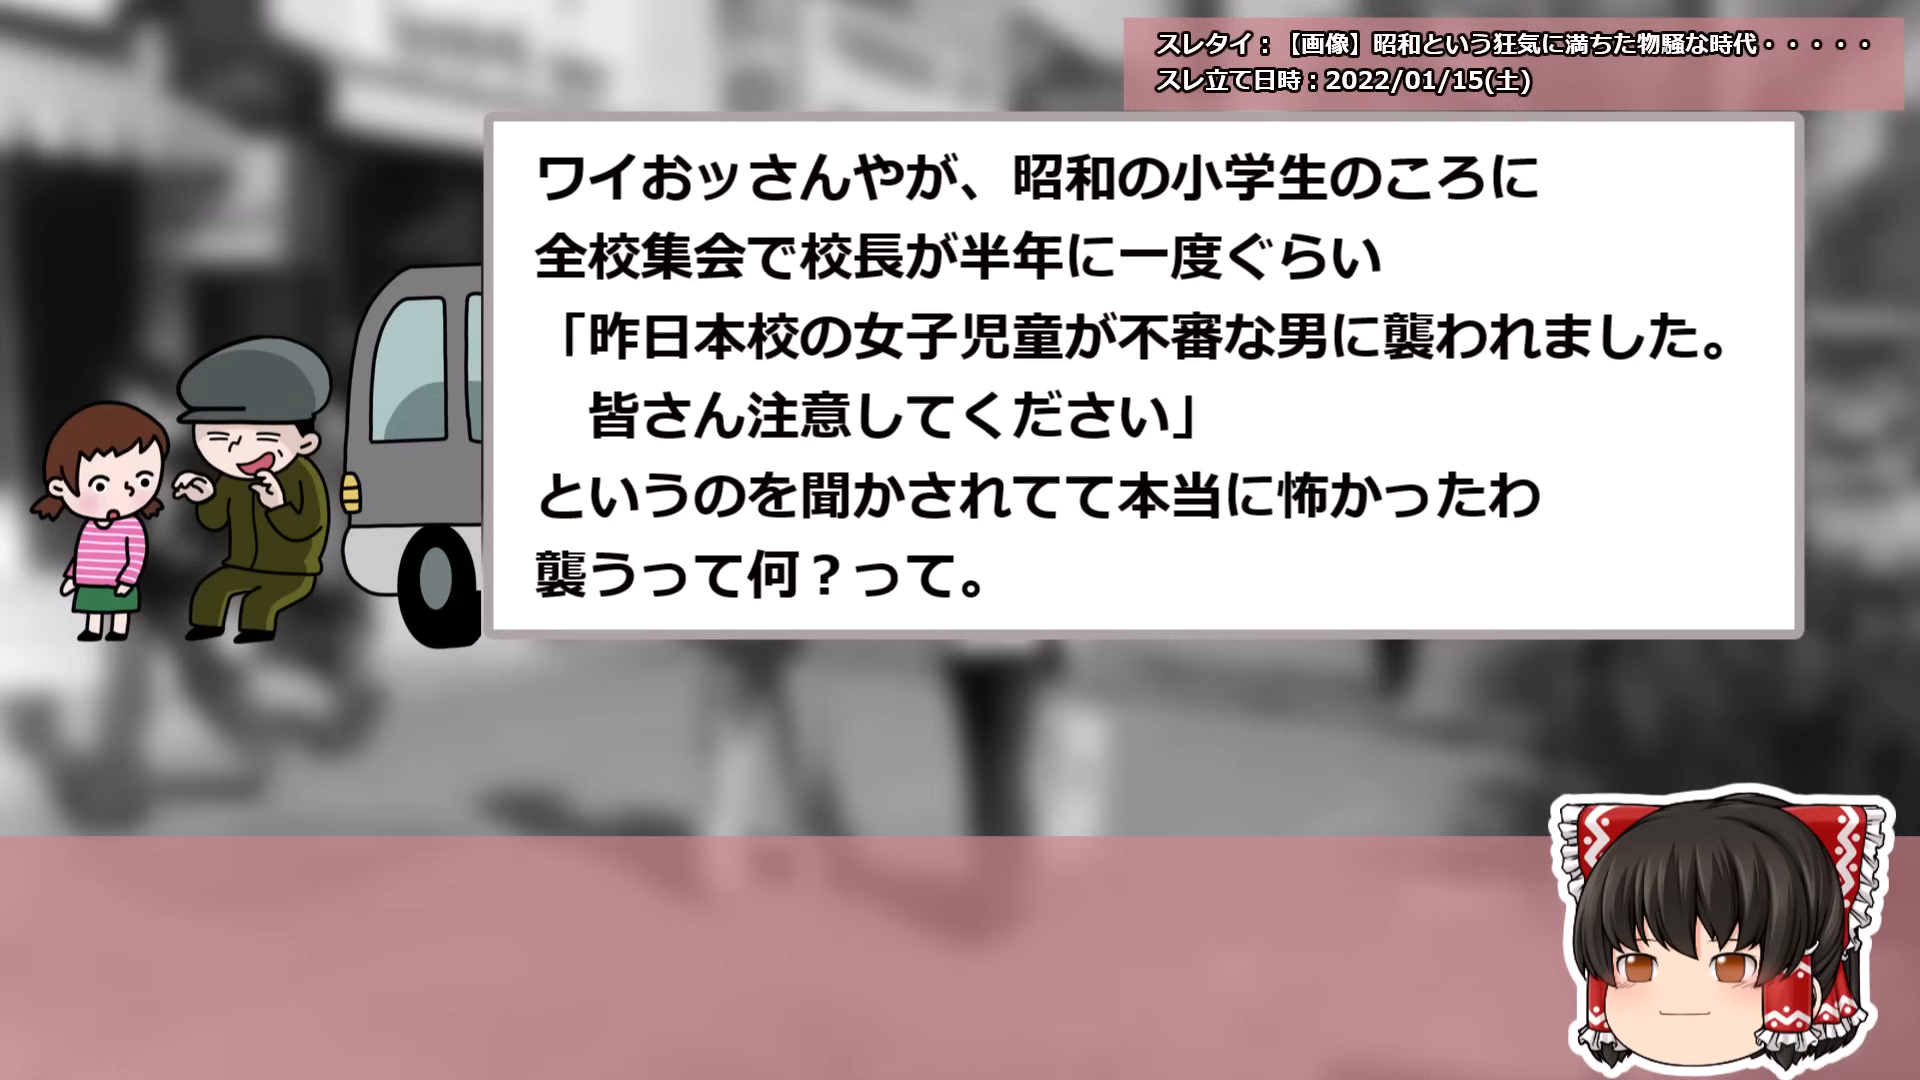 スレタイ：【画像】昭和という狂気に満ちた物騒な時代・・・・・
スレ立て日時：2022/01/15(土)
ワイおッさんやが、昭和の小学生のころに
全校集会で校長が半年に一度ぐらい
「昨日本校の女子児童が不審な男に襲われました。
皆さん注意してください」
というのを聞かされてて本当に怖かったわ
襲うって何？って。